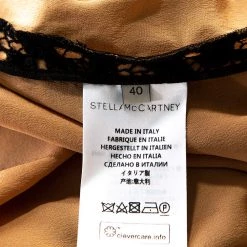 40
STELLA McCARTNEY
MADE IN ITALY
FABRIQUE EN ITALIE
HERGESTELLT IN ITALIEN
HECHO EN ITALIA
СДЕЛАНО В ИТАЛИИ
イタリア製
产地:意大利
clevercare.info